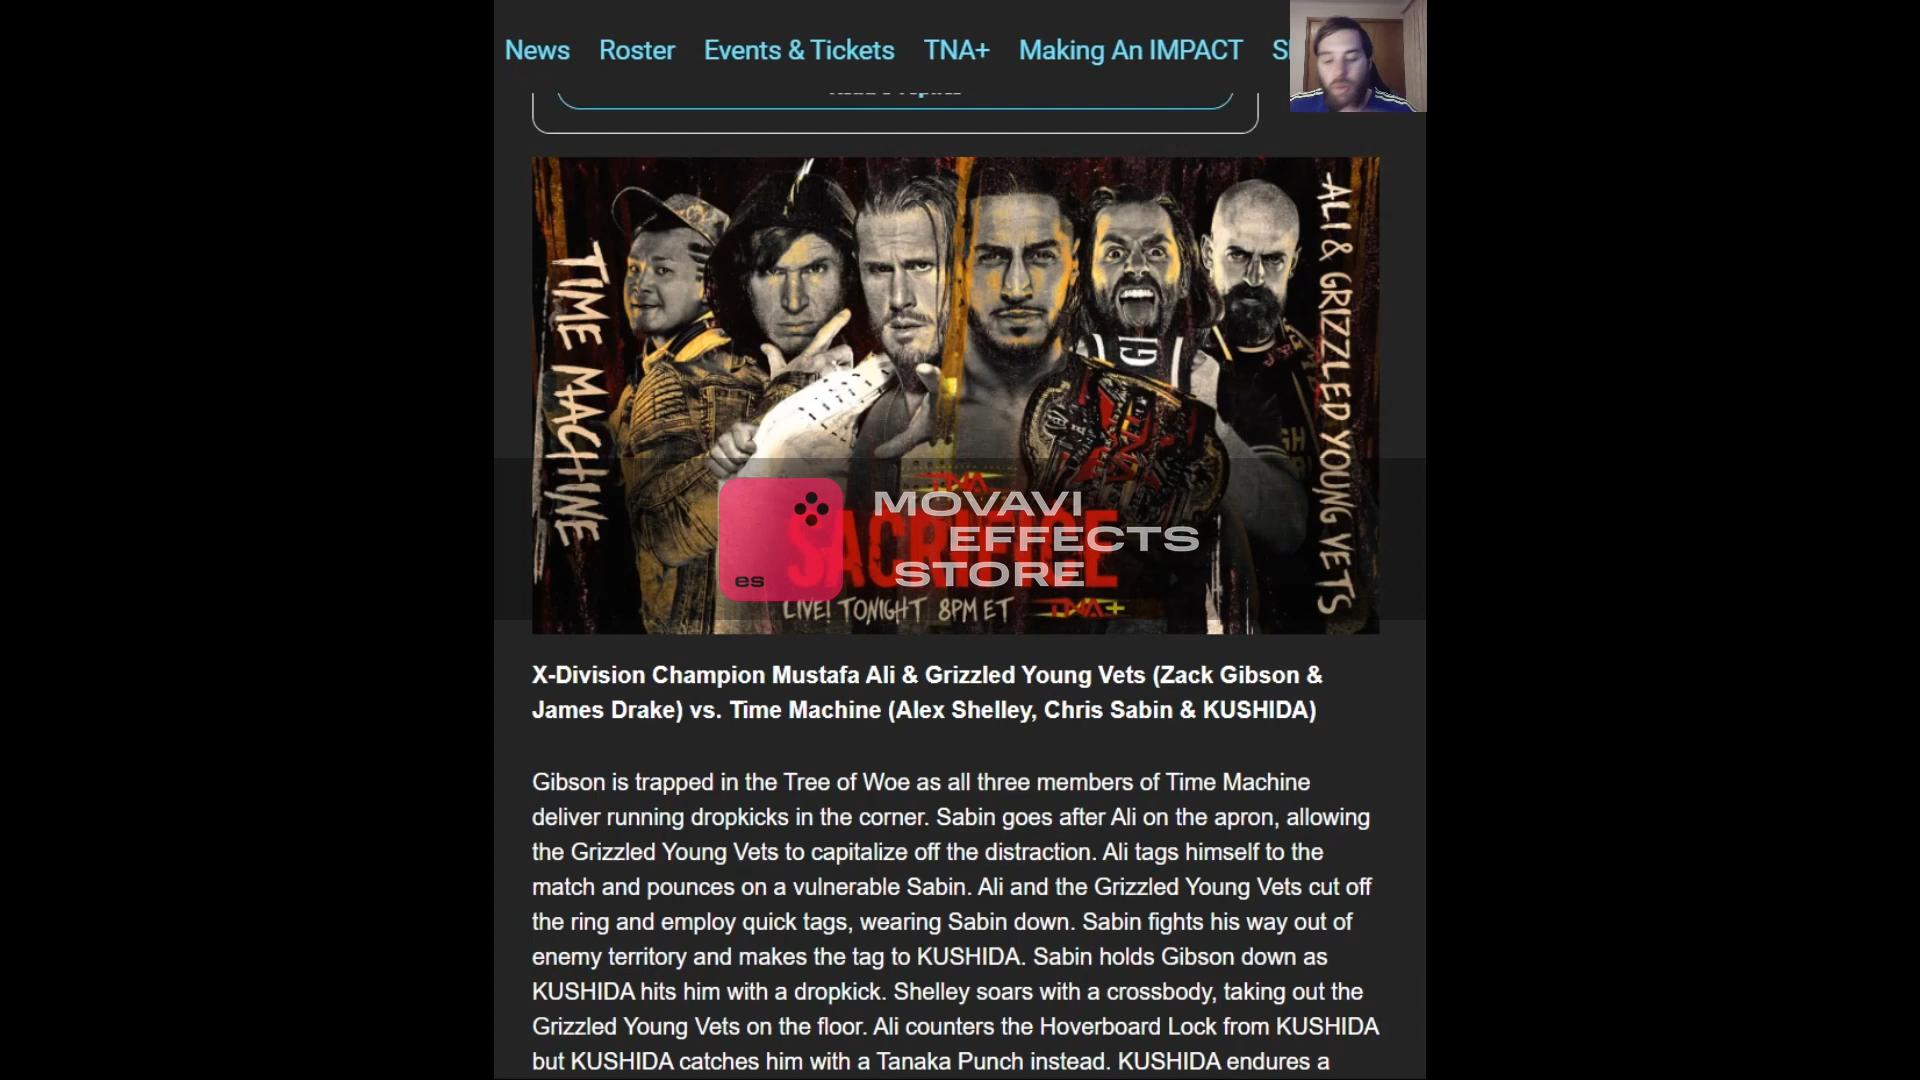 News Roster Events & Tickets TNA+ Making An IMPACT
TIME MACHINE
ALI & GRIZZLED YOUNG VETS
GI
TNA
SACRIFICE
LIVE! TONIGHT 8PM ET TNA+
es
MOVAVI
EFFECTS
STORE
X-Division Champion Mustafa Ali & Grizzled Young Vets (Zack Gibson &
James Drake) vs. Time Machine (Alex Shelley, Chris Sabin & KUSHIDA)
Gibson is trapped in the Tree of Woe as all three members of Time Machine
deliver running dropkicks in the corner. Sabin goes after Ali on the apron, allowing
the Grizzled Young Vets to capitalize off the distraction. Ali tags himself to the
match and pounces on a vulnerable Sabin. Ali and the Grizzled Young Vets cut off
the ring and employ quick tags, wearing Sabin down. Sabin fights his way out of
enemy territory and makes the tag to KUSHIDA. Sabin holds Gibson down as
KUSHIDA hits him with a dropkick. Shelley soars with a crossbody, taking out the
Grizzled Young Vets on the floor. Ali counters the Hoverboard Lock from KUSHIDA
but KUSHIDA catches him with a Tanaka Punch instead. KUSHIDA endures a